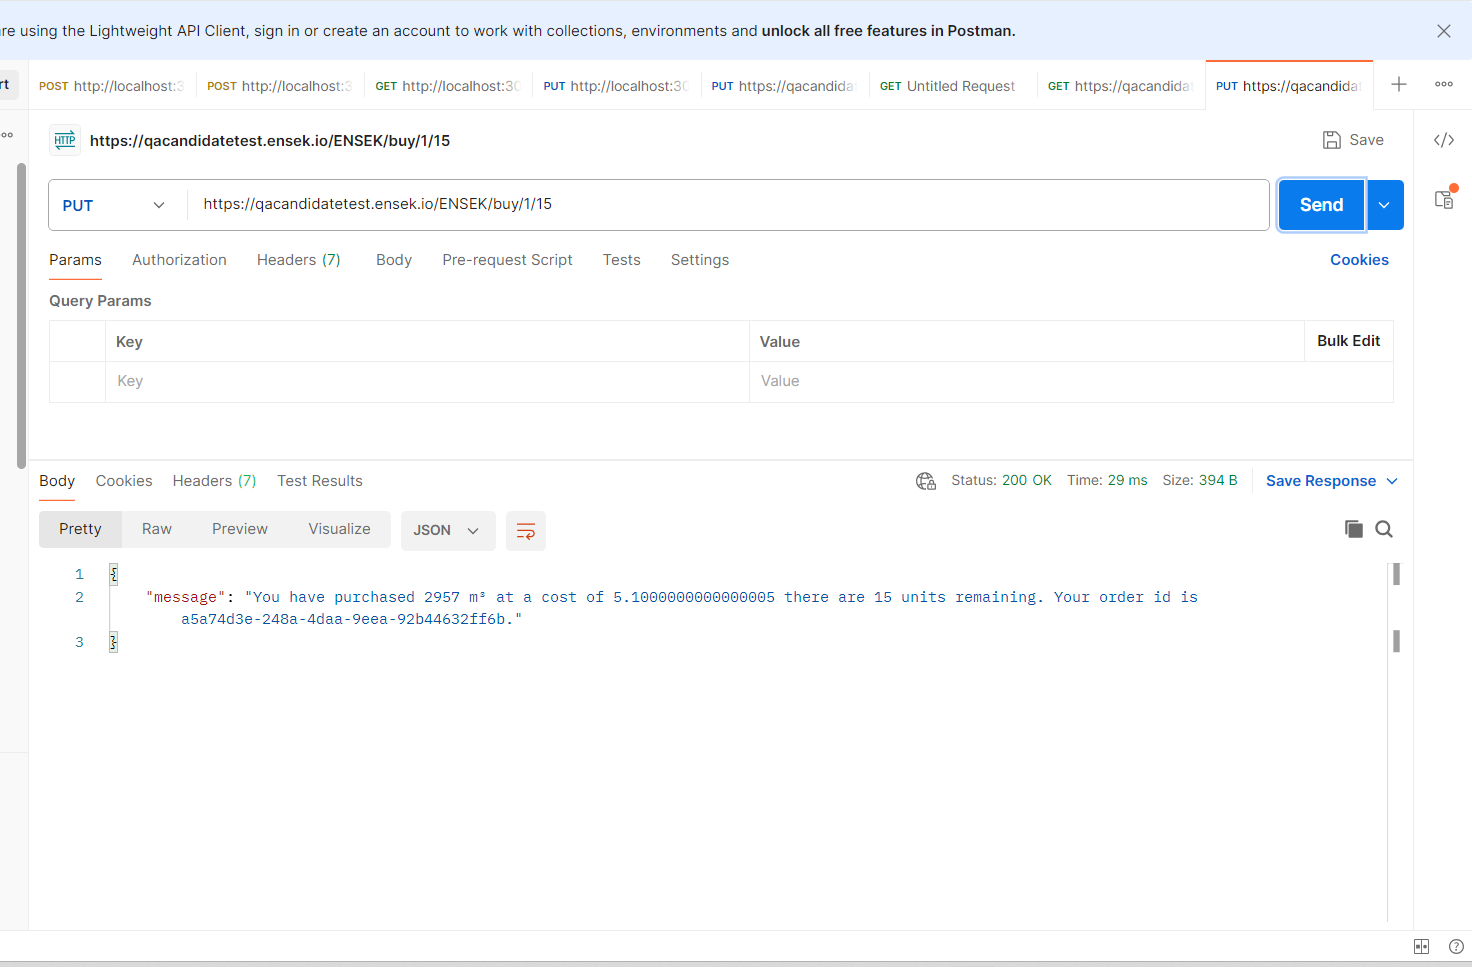 re using the Lightweight API Client, sign in or create an account to work with collections, environments and unlock all free features in Postman.
rt POST http://localhost:3 POST http://localhost:3 GET http://localhost:30 PUT http://localhost:30 PUT https://qacandida GET Untitled Request GET https://qacandida PUT https://qacandidat
HTTP https://qacandidatetest.ensek.io/ENSEK/buy/1/15 Save </>
PUT https://qacandidatetest.ensek.io/ENSEK/buy/1/15 Send
Params Authorization Headers (7) Body Pre-request Script Tests Settings Cookies
Query Params
Key Value Bulk Edit
Key Value
Body Cookies Headers (7) Test Results Status: 200 OK Time: 29 ms Size: 394 B Save Response
Pretty Raw Preview Visualize JSON
1 {
2 "message": "You have purchased 2957 m³ at a cost of 5.1000000000000005 there are 15 units remaining. Your order id is
a5a74d3e-248a-4daa-9eea-92b44632ff6b."
3 }